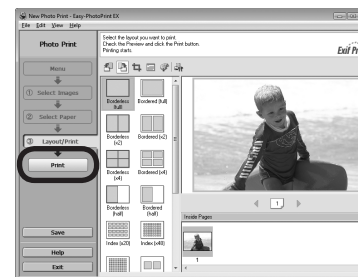 New Photo Print - Easy-PhotoPrint EX
File Edit View Help
Photo Print
Select the layout you want to print.
Check the Preview and click the Print button.
Printing starts.
Exif Pri
Menu
① Select Images
② Select Paper
③ Layout/Print
Print
Save
Help
Exit
Borderless (full)
Bordered (full)
Borderless (x2)
Bordered (x2)
Borderless (x4)
Bordered (x4)
Borderless (half)
Bordered (half)
Index (x20)
Index (x40)
1
Inside Pages
1